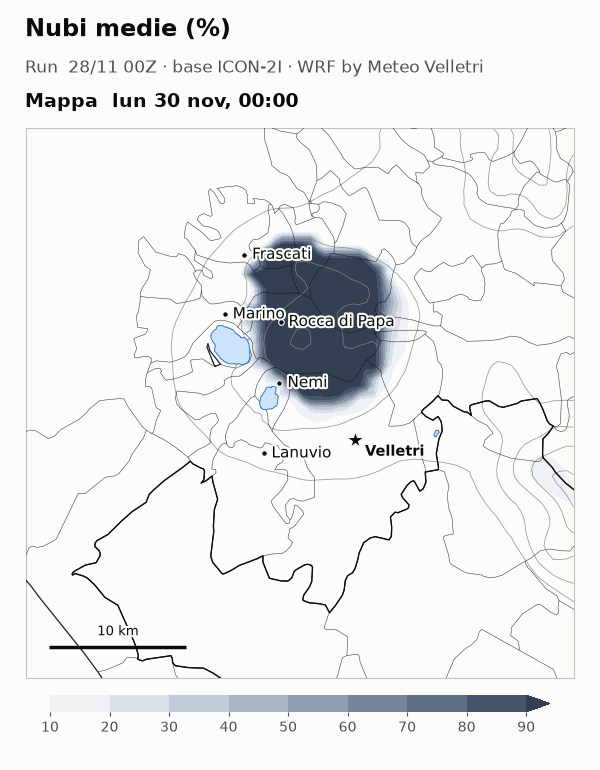 Nubi medie (%)
Run  28/11 00Z · base ICON-2I · WRF by Meteo Velletri
Mappa  lun 30 nov, 00:00
Frascati
Marino
Rocca di Papa
Nemi
Velletri
Lanuvio
10 km
10 20 30 40 50 60 70 80 90